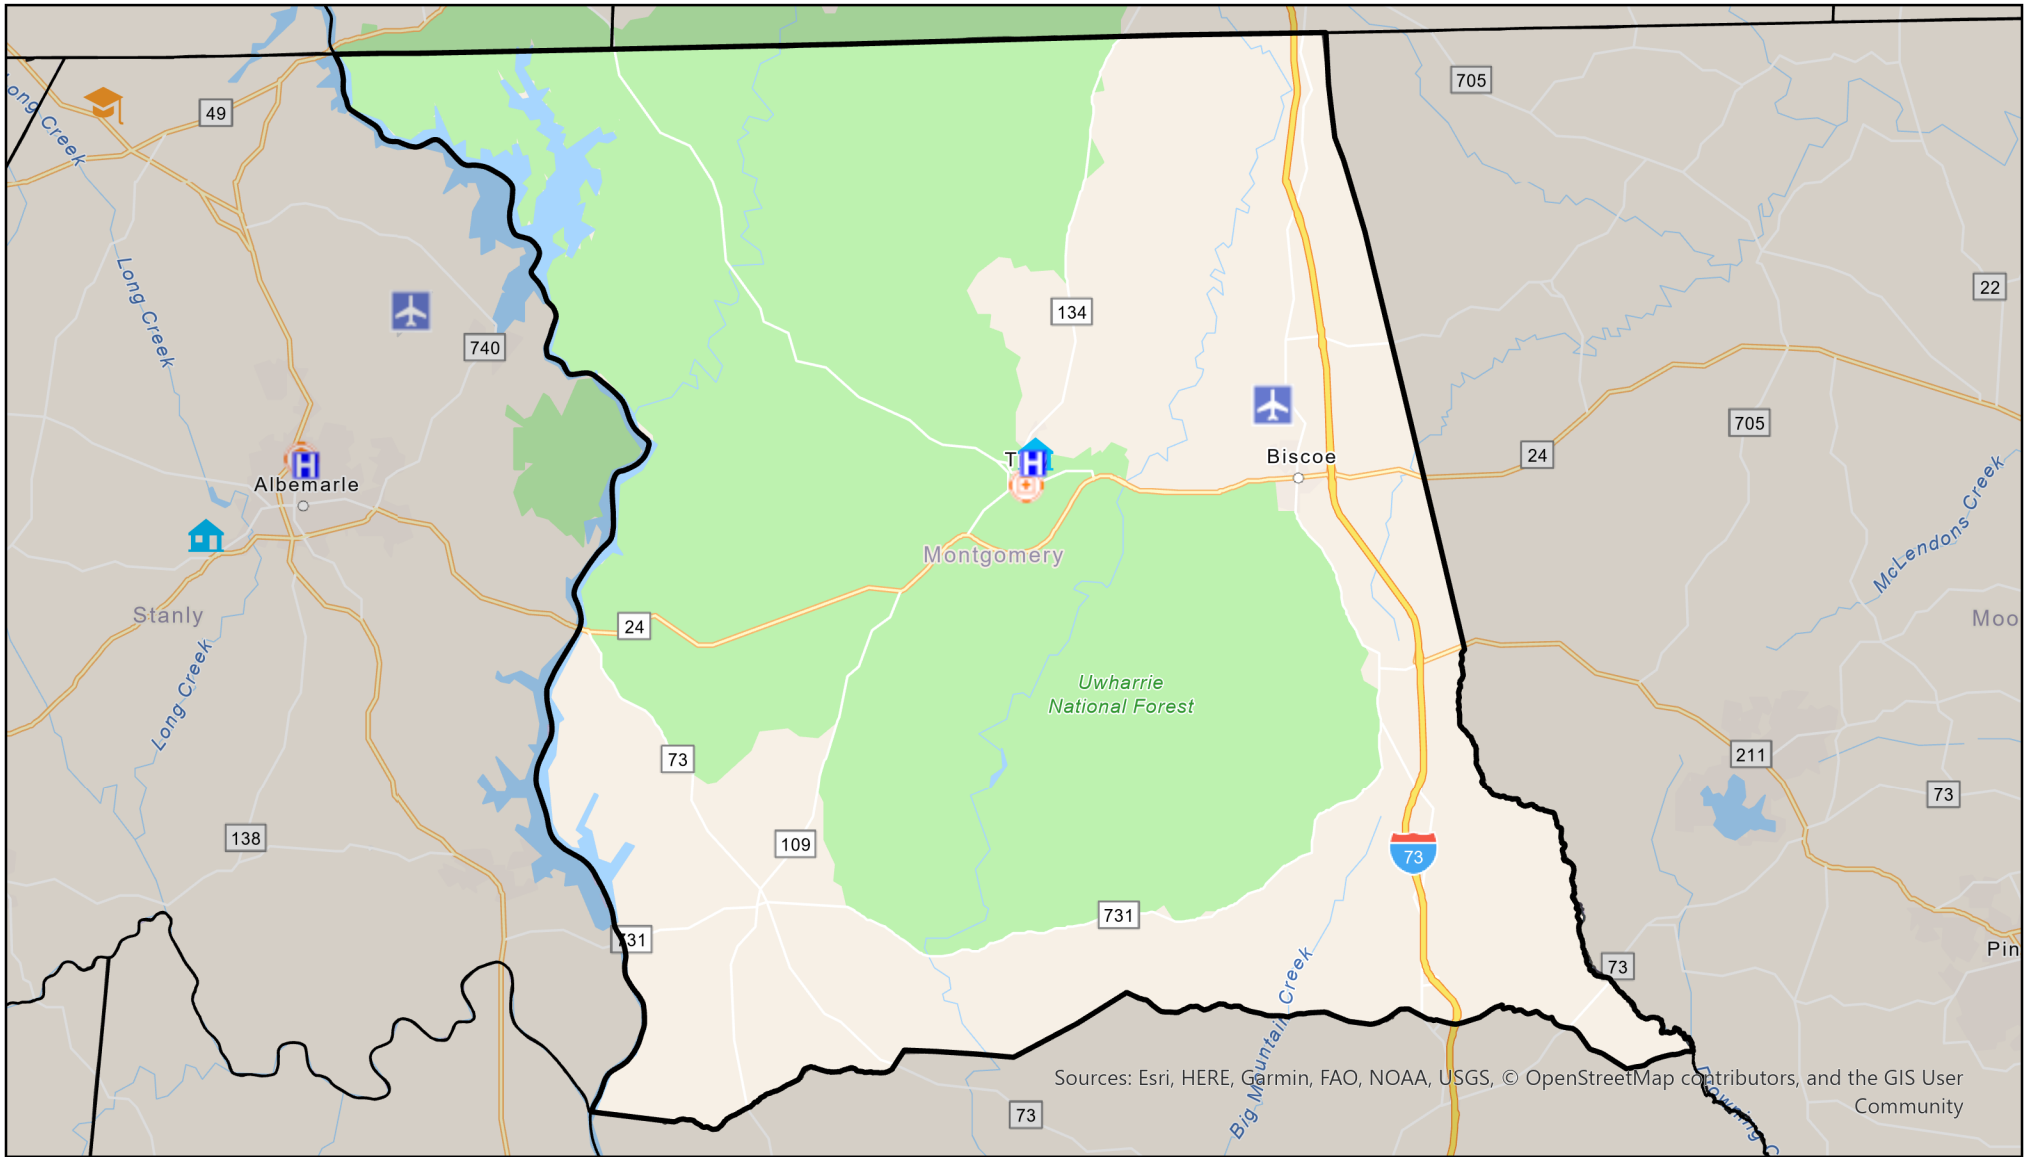 705
Long Creek
49
22
Long Creek
134
740
705
24
Biscoe
H
H
Albemarle
McLendons Creek
Montgomery
Stanly
24
Long Creek
Uwharrie
National Forest
211
73
73
138
109
73
731
731
Pin
73
Big Mountain Creek
Sources: Esri, HERE, Garmin, FAO, NOAA, USGS, © OpenStreetMap contributors, and the GIS User
Community
73
Moo
T
Drowning C